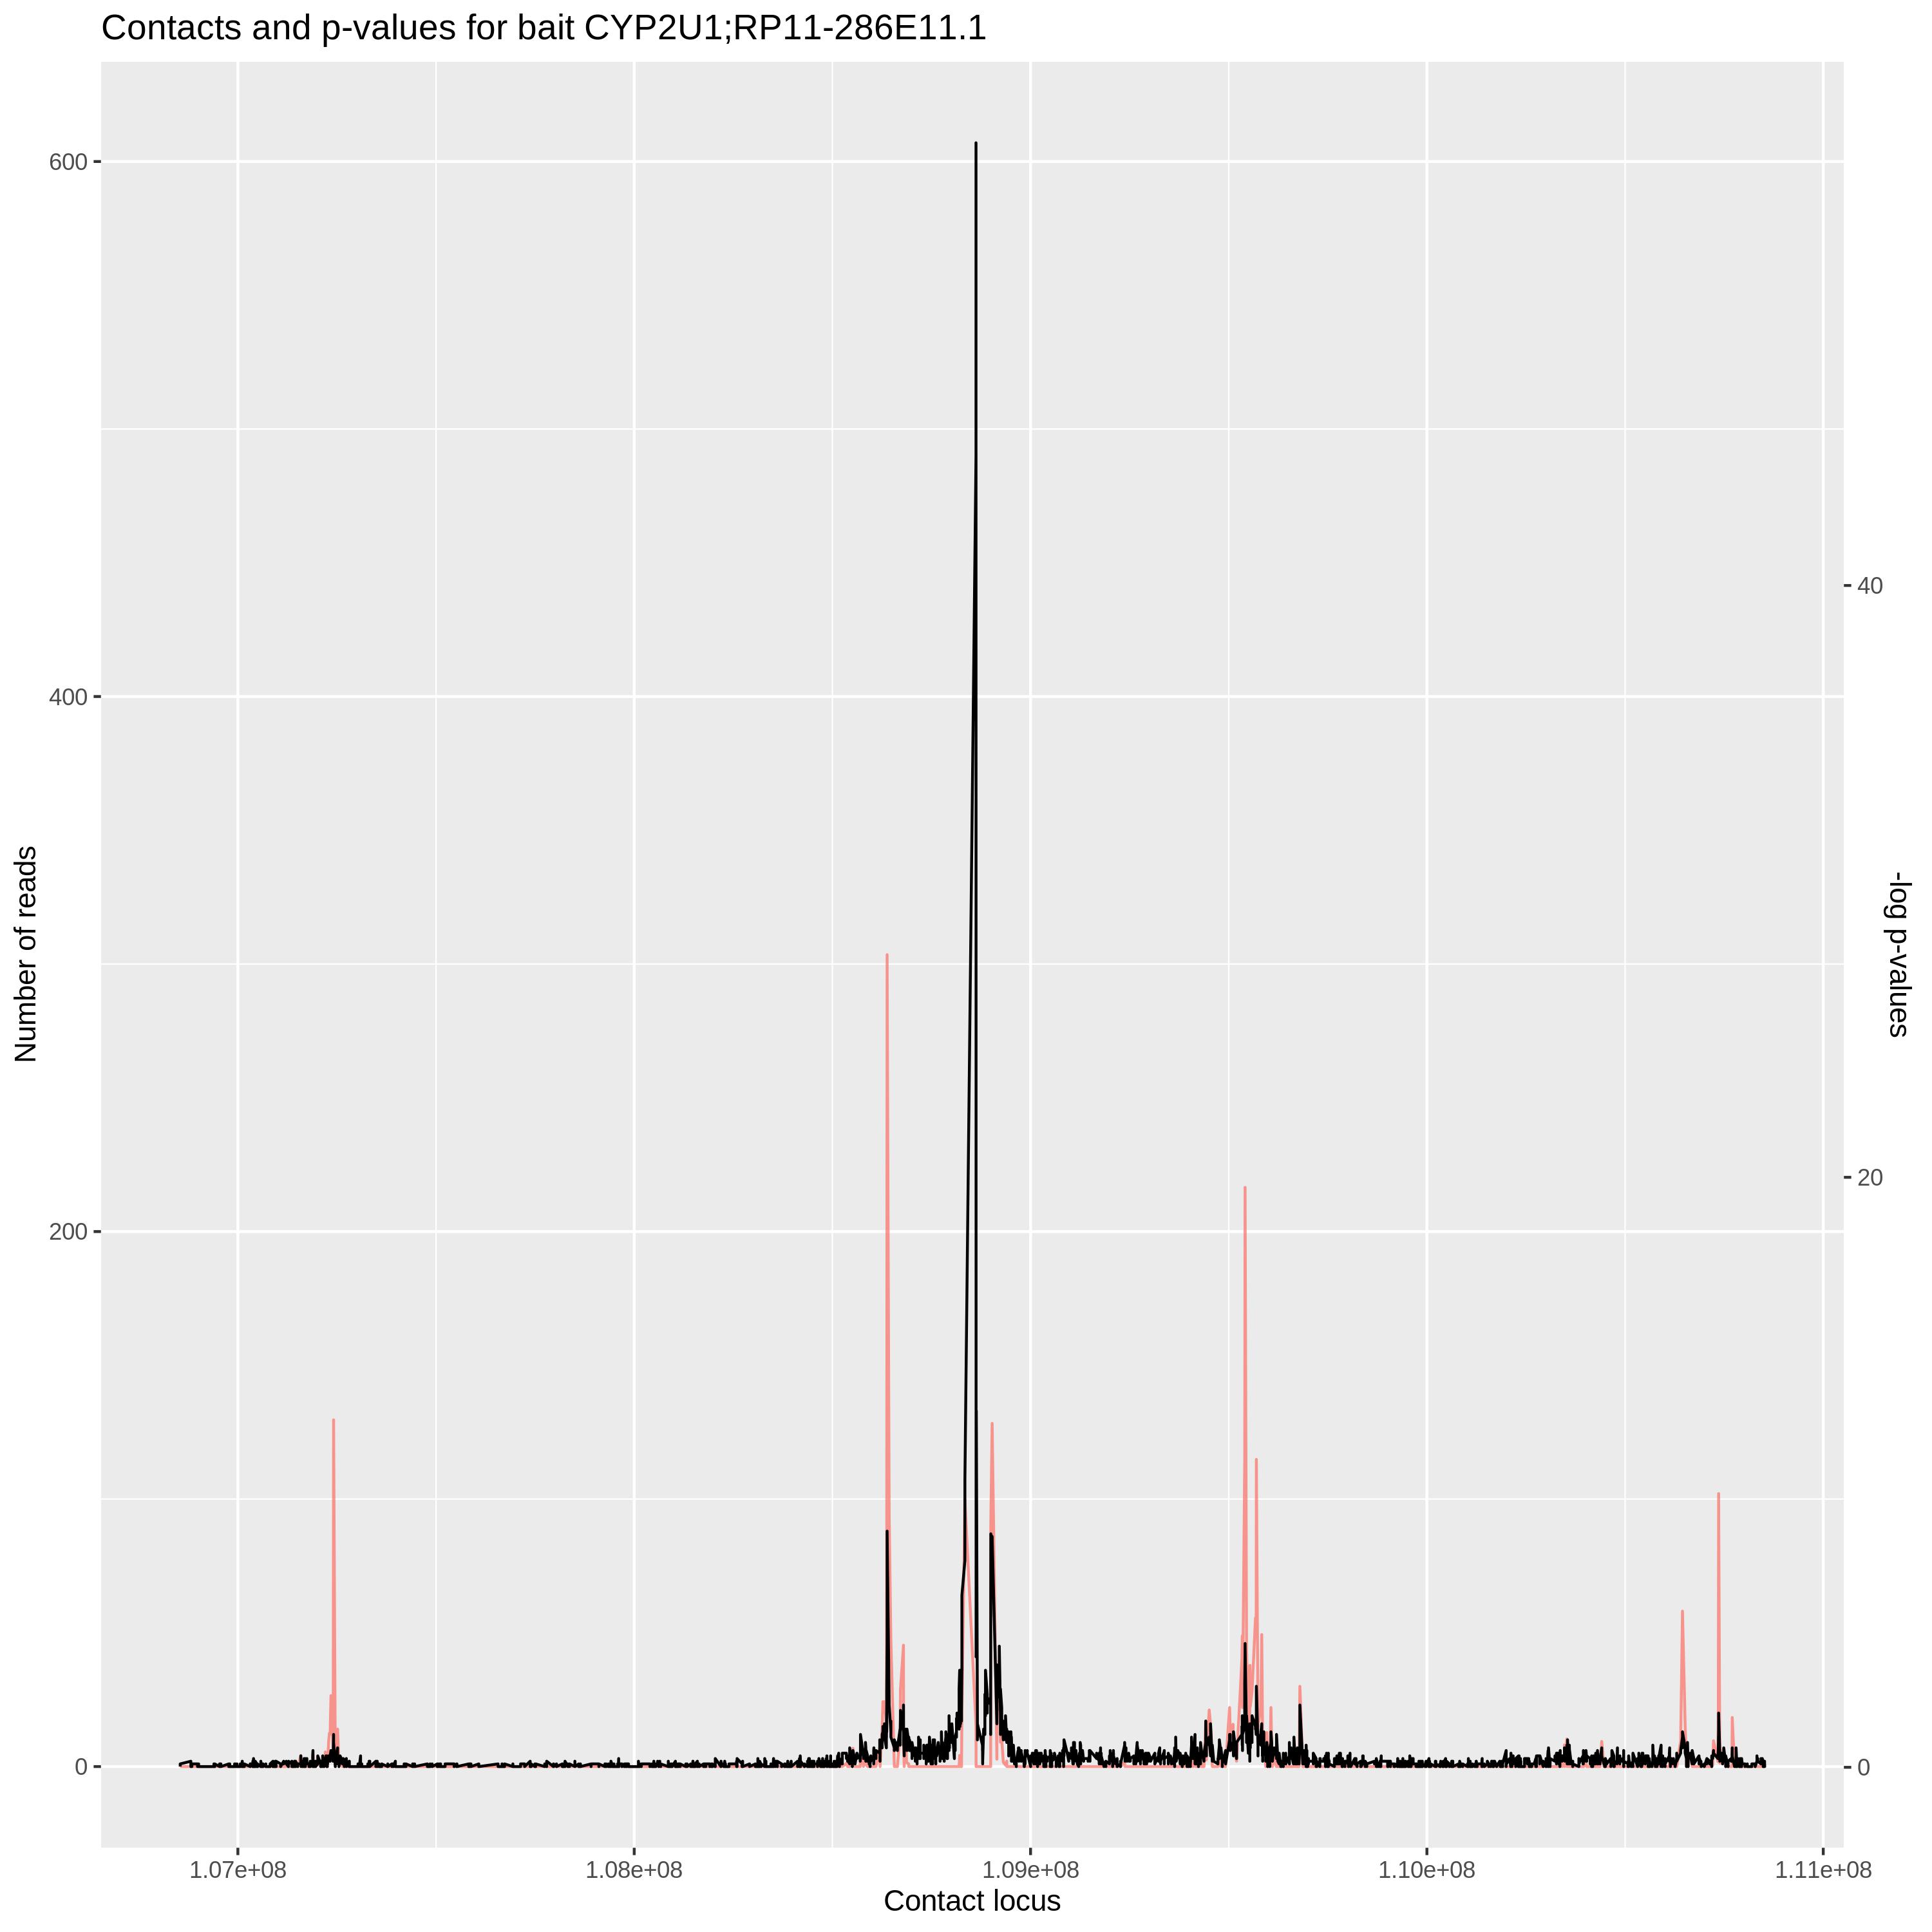 Contacts and p-values for bait CYP2U1;RP11-286E11.1
600
400
200
0
Number of reads
40
20
0
-log p-values
1.07e+08
1.08e+08
1.09e+08
1.10e+08
1.11e+08
Contact locus